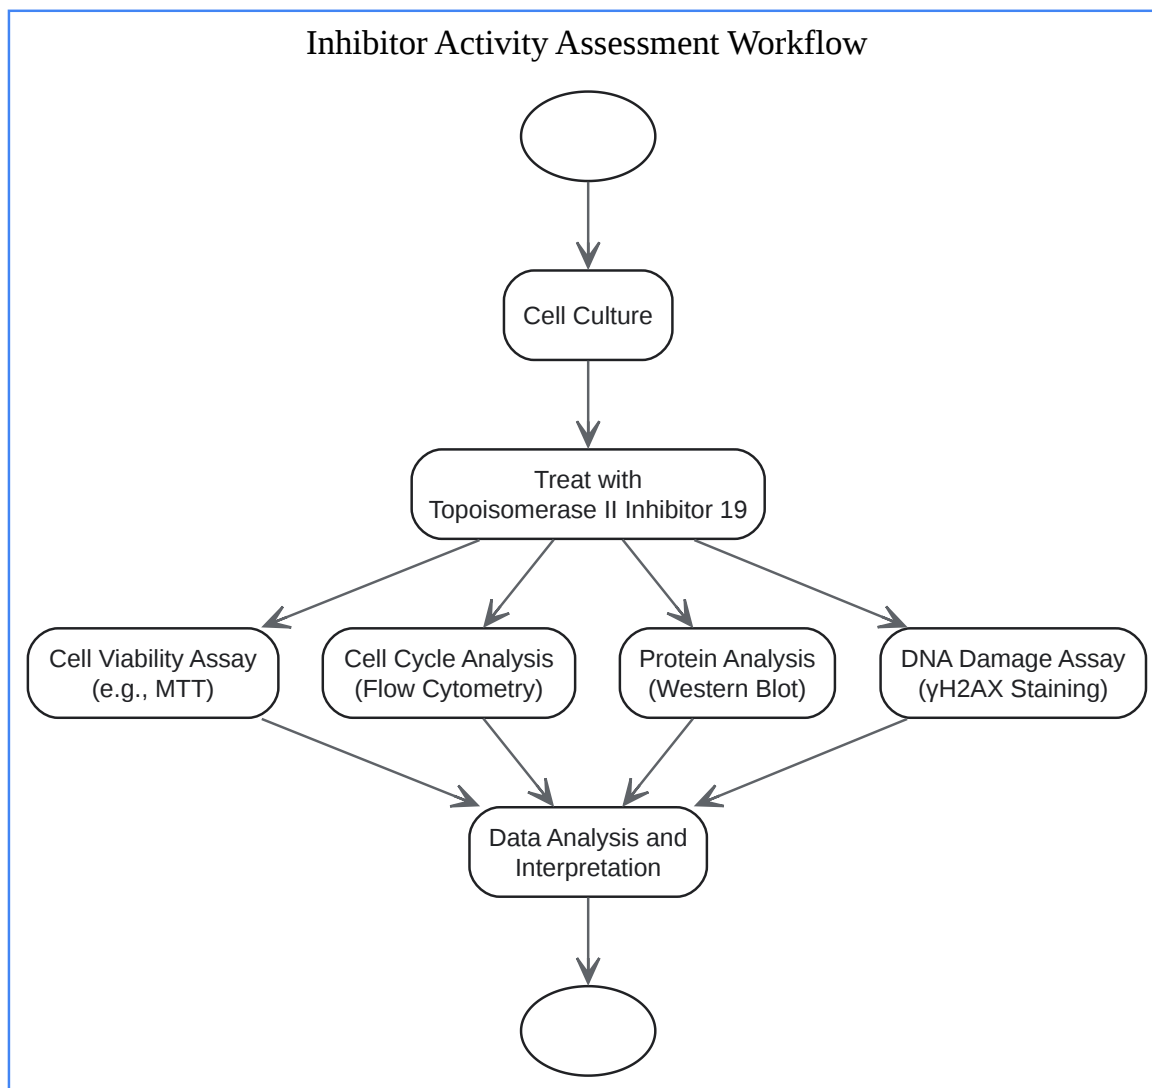 Inhibitor Activity Assessment Workflow
Cell Culture
Treat with
Topoisomerase II Inhibitor 19
Cell Viability Assay
(e.g., MTT)
Cell Cycle Analysis
(Flow Cytometry)
Protein Analysis
(Western Blot)
DNA Damage Assay
(γH2AX Staining)
Data Analysis and
Interpretation